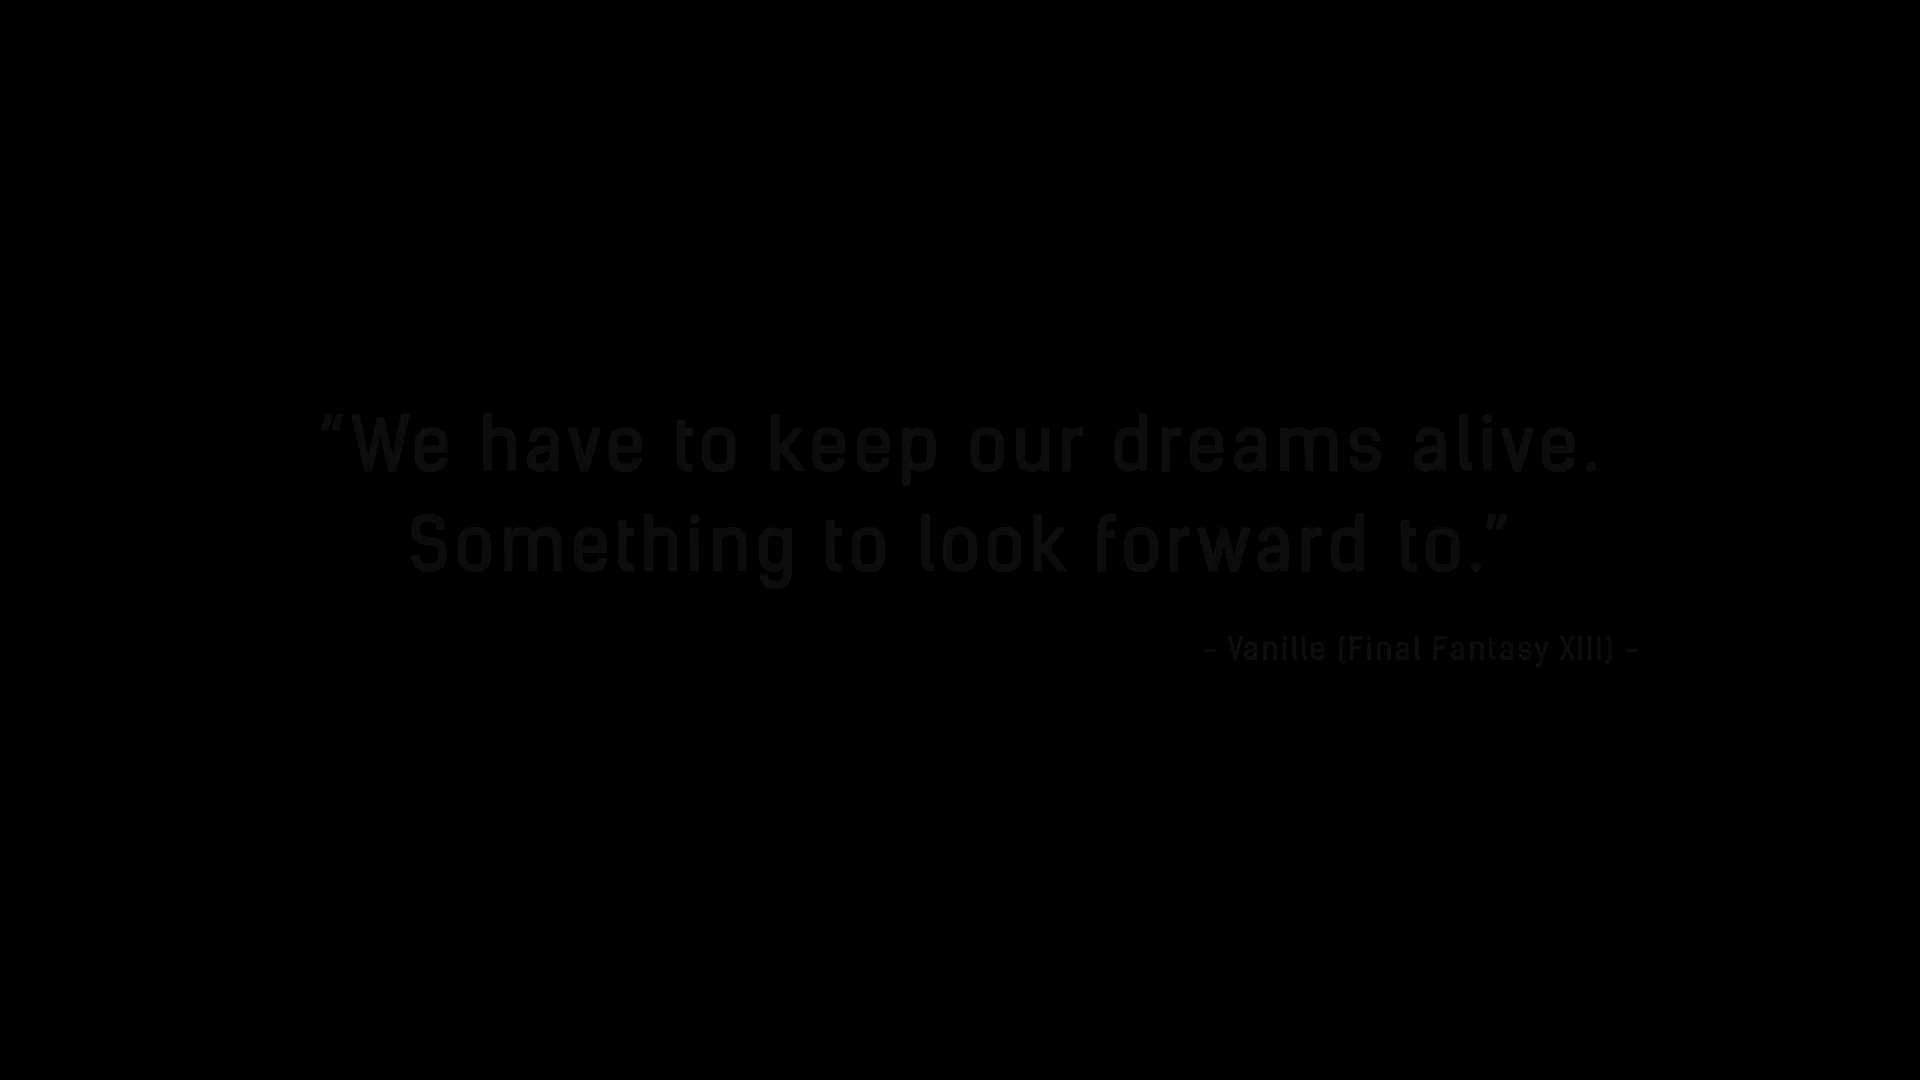 “We have to keep our dreams alive.
Something to look forward to.”
– Vanille (Final Fantasy XIII) –